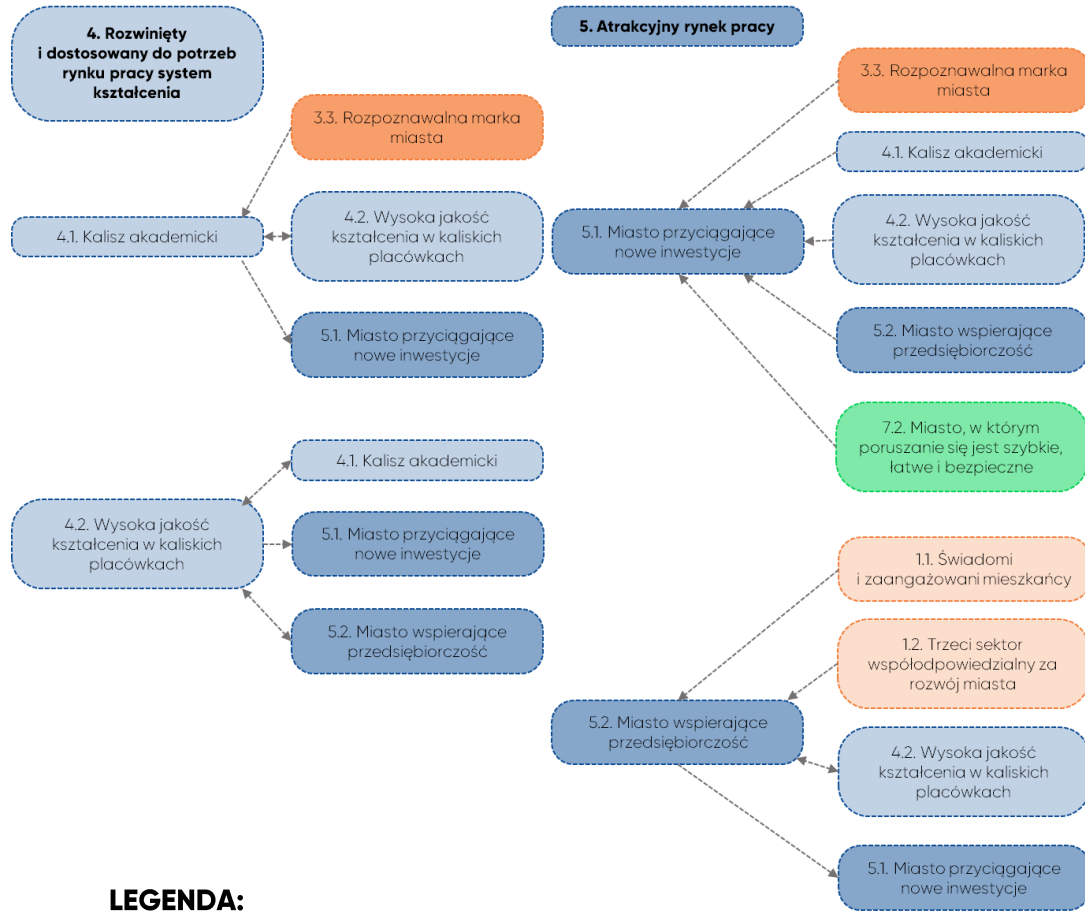 4. Rozwinięty
i dostosowany do potrzeb
rynku pracy system
kształcenia
3.3. Rozpoznawalna marka
miasta
4.1. Kalisz akademicki
4.2. Wysoka jakość
kształcenia w kaliskich
placówkach
5.1. Miasto przyciągające
nowe inwestycje
4.1. Kalisz akademicki
4.2. Wysoka jakość
kształcenia w kaliskich
placówkach
5.1. Miasto przyciągające
nowe inwestycje
5.2. Miasto wspierające
przedsiębiorczość
5. Atrakcyjny rynek pracy
3.3. Rozpoznawalna marka
miasta
4.1. Kalisz akademicki
5.1. Miasto przyciągające
nowe inwestycje
4.2. Wysoka jakość
kształcenia w kaliskich
placówkach
5.2. Miasto wspierające
przedsiębiorczość
7.2. Miasto, w którym
poruszanie się jest szybkie,
łatwe i bezpieczne
1.1. Świadomi
i zaangażowani mieszkańcy
1.2. Trzeci sektor
współodpowiedzialny za
rozwój miasta
5.2. Miasto wspierające
przedsiębiorczość
4.2. Wysoka jakość
kształcenia w kaliskich
placówkach
5.1. Miasto przyciągające
nowe inwestycje
LEGENDA: